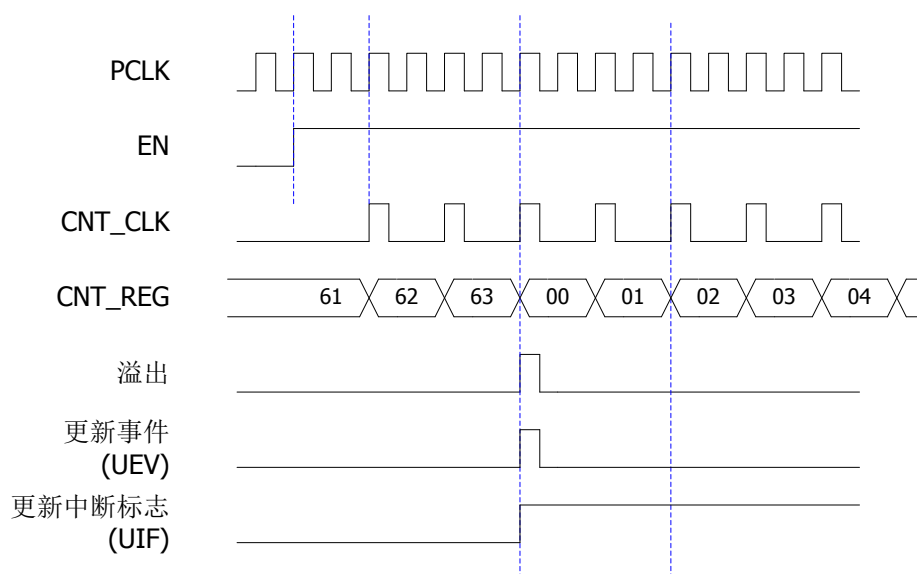 PCLK
EN
CNT_CLK
CNT_REG
61 62 63 00 01 02 03 04
溢出
更新事件
(UEV)
更新中断标志
(UIF)